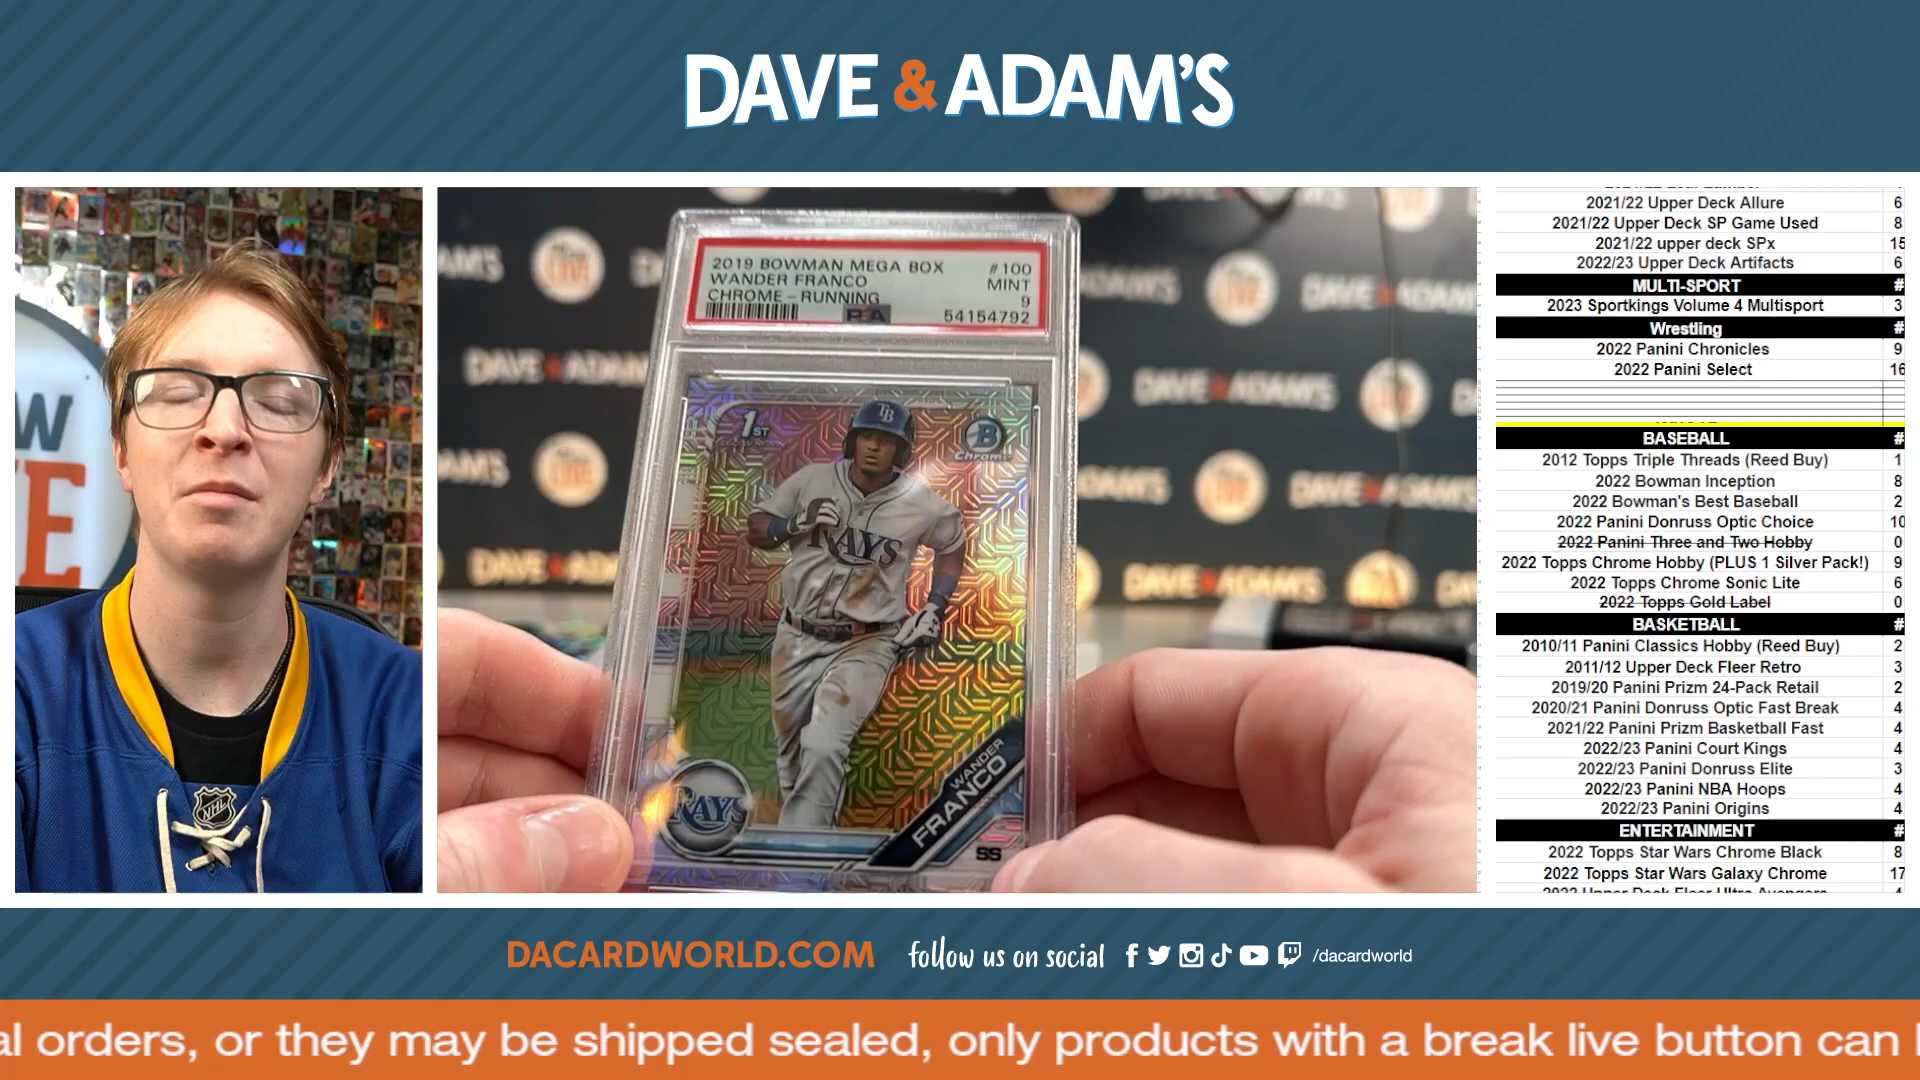 DAVE & ADAM'S
W
E
2019 BOWMAN MEGA BOX #100
WANDER FRANCO MINT
CHROME - RUNNING 9
PSA 54154792
1ST
B
Chrome
TB
RAYS
RAYS
WANDER
FRANCO
SS
NHL
DAVE & ADAM'S
2021/22 Upper Deck Allure 6
2021/22 Upper Deck SP Game Used 8
2021/22 upper deck SPx 15
2022/23 Upper Deck Artifacts 6
MULTI-SPORT #
2023 Sportkings Volume 4 Multisport 3
Wrestling #
2022 Panini Chronicles 9
2022 Panini Select 16
BASEBALL #
2012 Topps Triple Threads (Reed Buy) 1
2022 Bowman Inception 8
2022 Bowman's Best Baseball 2
2022 Panini Donruss Optic Choice 10
2022 Panini Three and Two Hobby 0
2022 Topps Chrome Hobby (PLUS 1 Silver Pack!) 9
2022 Topps Chrome Sonic Lite 6
2022 Topps Gold Label 0
BASKETBALL #
2010/11 Panini Classics Hobby (Reed Buy) 2
2011/12 Upper Deck Fleer Retro 3
2019/20 Panini Prizm 24-Pack Retail 2
2020/21 Panini Donruss Optic Fast Break 4
2021/22 Panini Prizm Basketball Fast 4
2022/23 Panini Court Kings 4
2022/23 Panini Donruss Elite 3
2022/23 Panini NBA Hoops 4
2022/23 Panini Origins 4
ENTERTAINMENT #
2022 Topps Star Wars Chrome Black 8
2022 Topps Star Wars Galaxy Chrome 17
DACARDWORLD.COM follow us on social /dacardworld
al orders, or they may be shipped sealed, only products with a break live button can